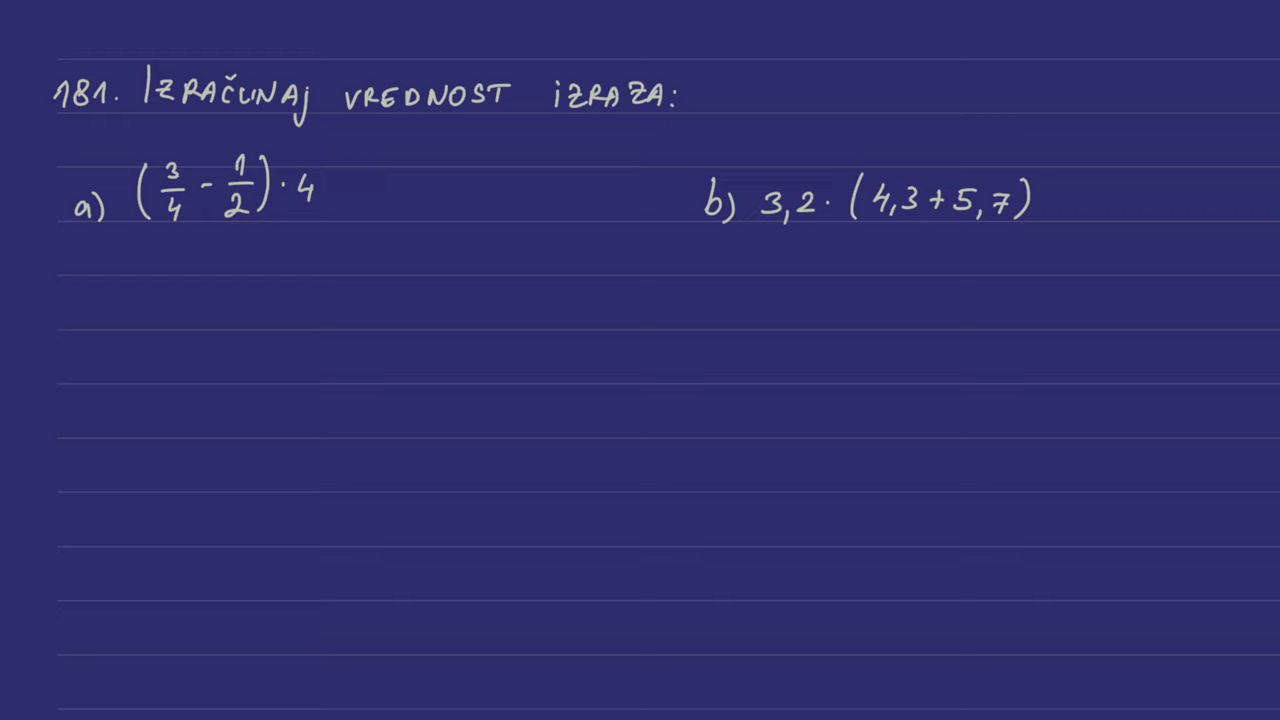 181. IZRAČUNAJ VREDNOST IZRAZA:
a) (3/4 - 1/2) · 4
b) 3,2 · (4,3 + 5,7)